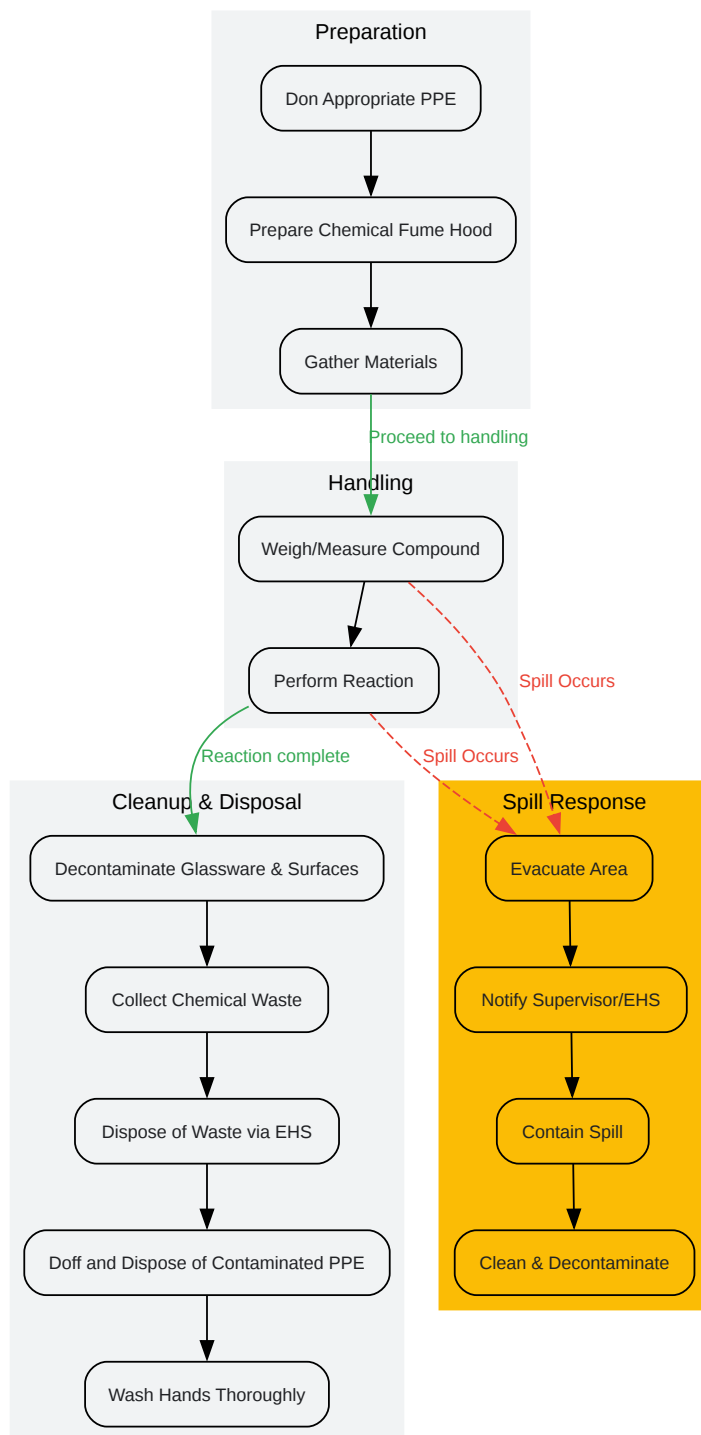 Preparation
Don Appropriate PPE
Prepare Chemical Fume Hood
Gather Materials
Proceed to handling
Handling
Weigh/Measure Compound
Perform Reaction
Spill Occurs
Reaction complete
Spill Occurs
Cleanup & Disposal
Spill Response
Decontaminate Glassware & Surfaces
Evacuate Area
Collect Chemical Waste
Notify Supervisor/EHS
Dispose of Waste via EHS
Contain Spill
Doff and Dispose of Contaminated PPE
Clean & Decontaminate
Wash Hands Thoroughly